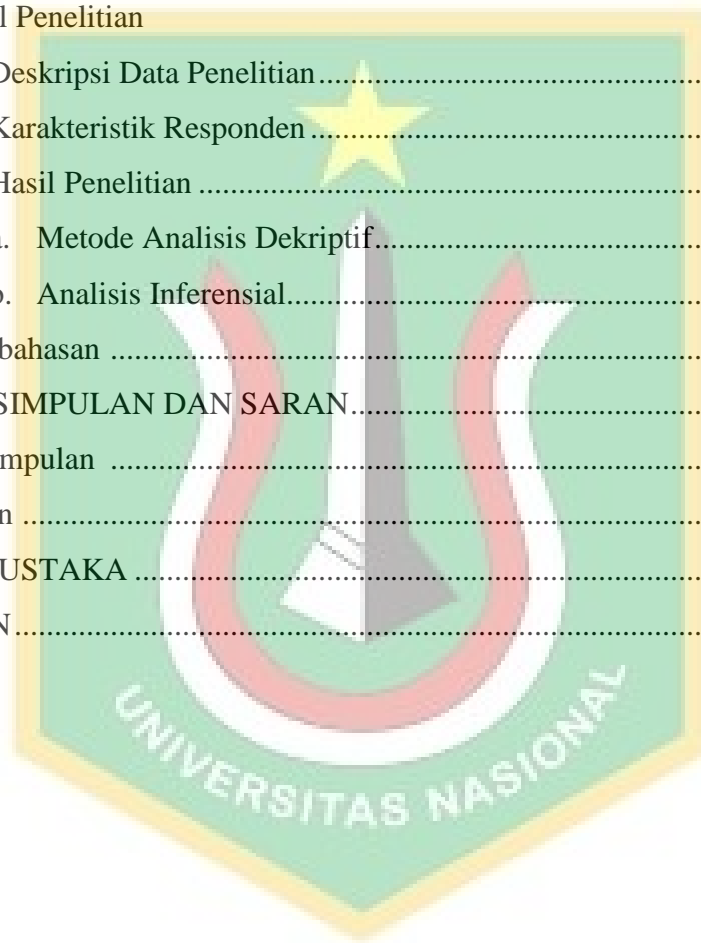 l Penelitian
Deskripsi Data Penelitian
Karakteristik Responden
Hasil Penelitian
Metode Analisis Dekriptif
Analisis Inferensial
bahasan
SIMPULAN DAN SARAN
mpulan
n
USTAKA
N
UNIVERSITAS NASIONAL